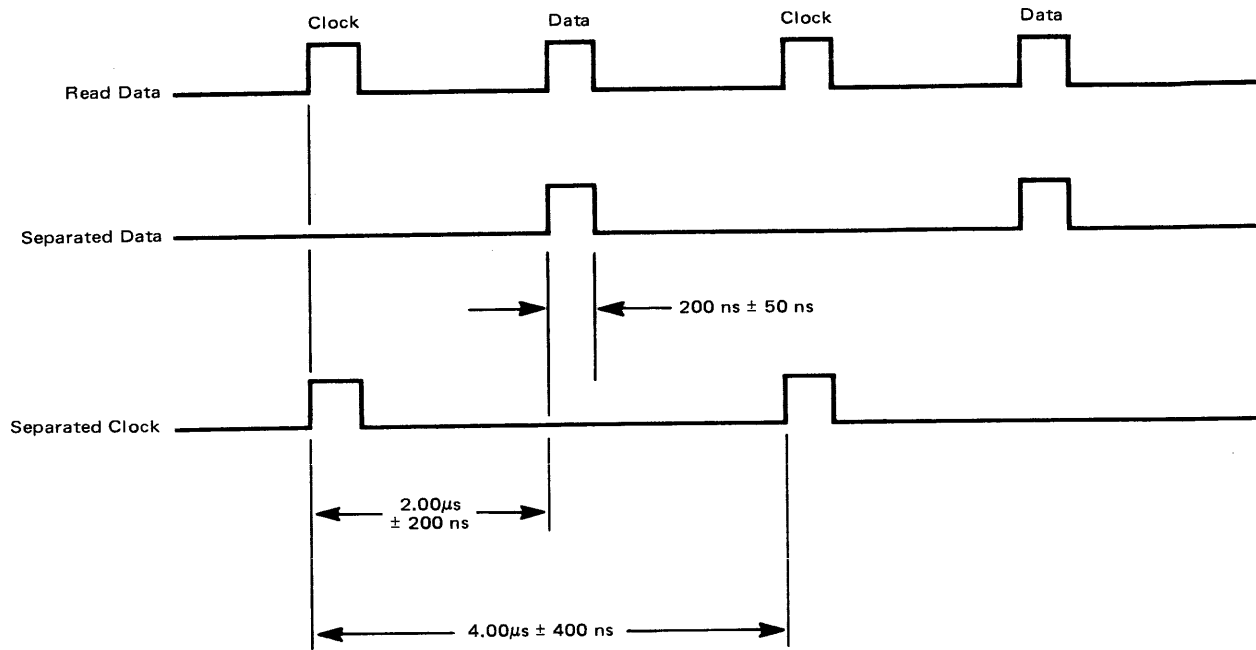 Clock
Data
Clock
Data
Read Data
Separated Data
200 ns ± 50 ns
Separated Clock
2.00µs
± 200 ns
4.00µs ± 400 ns